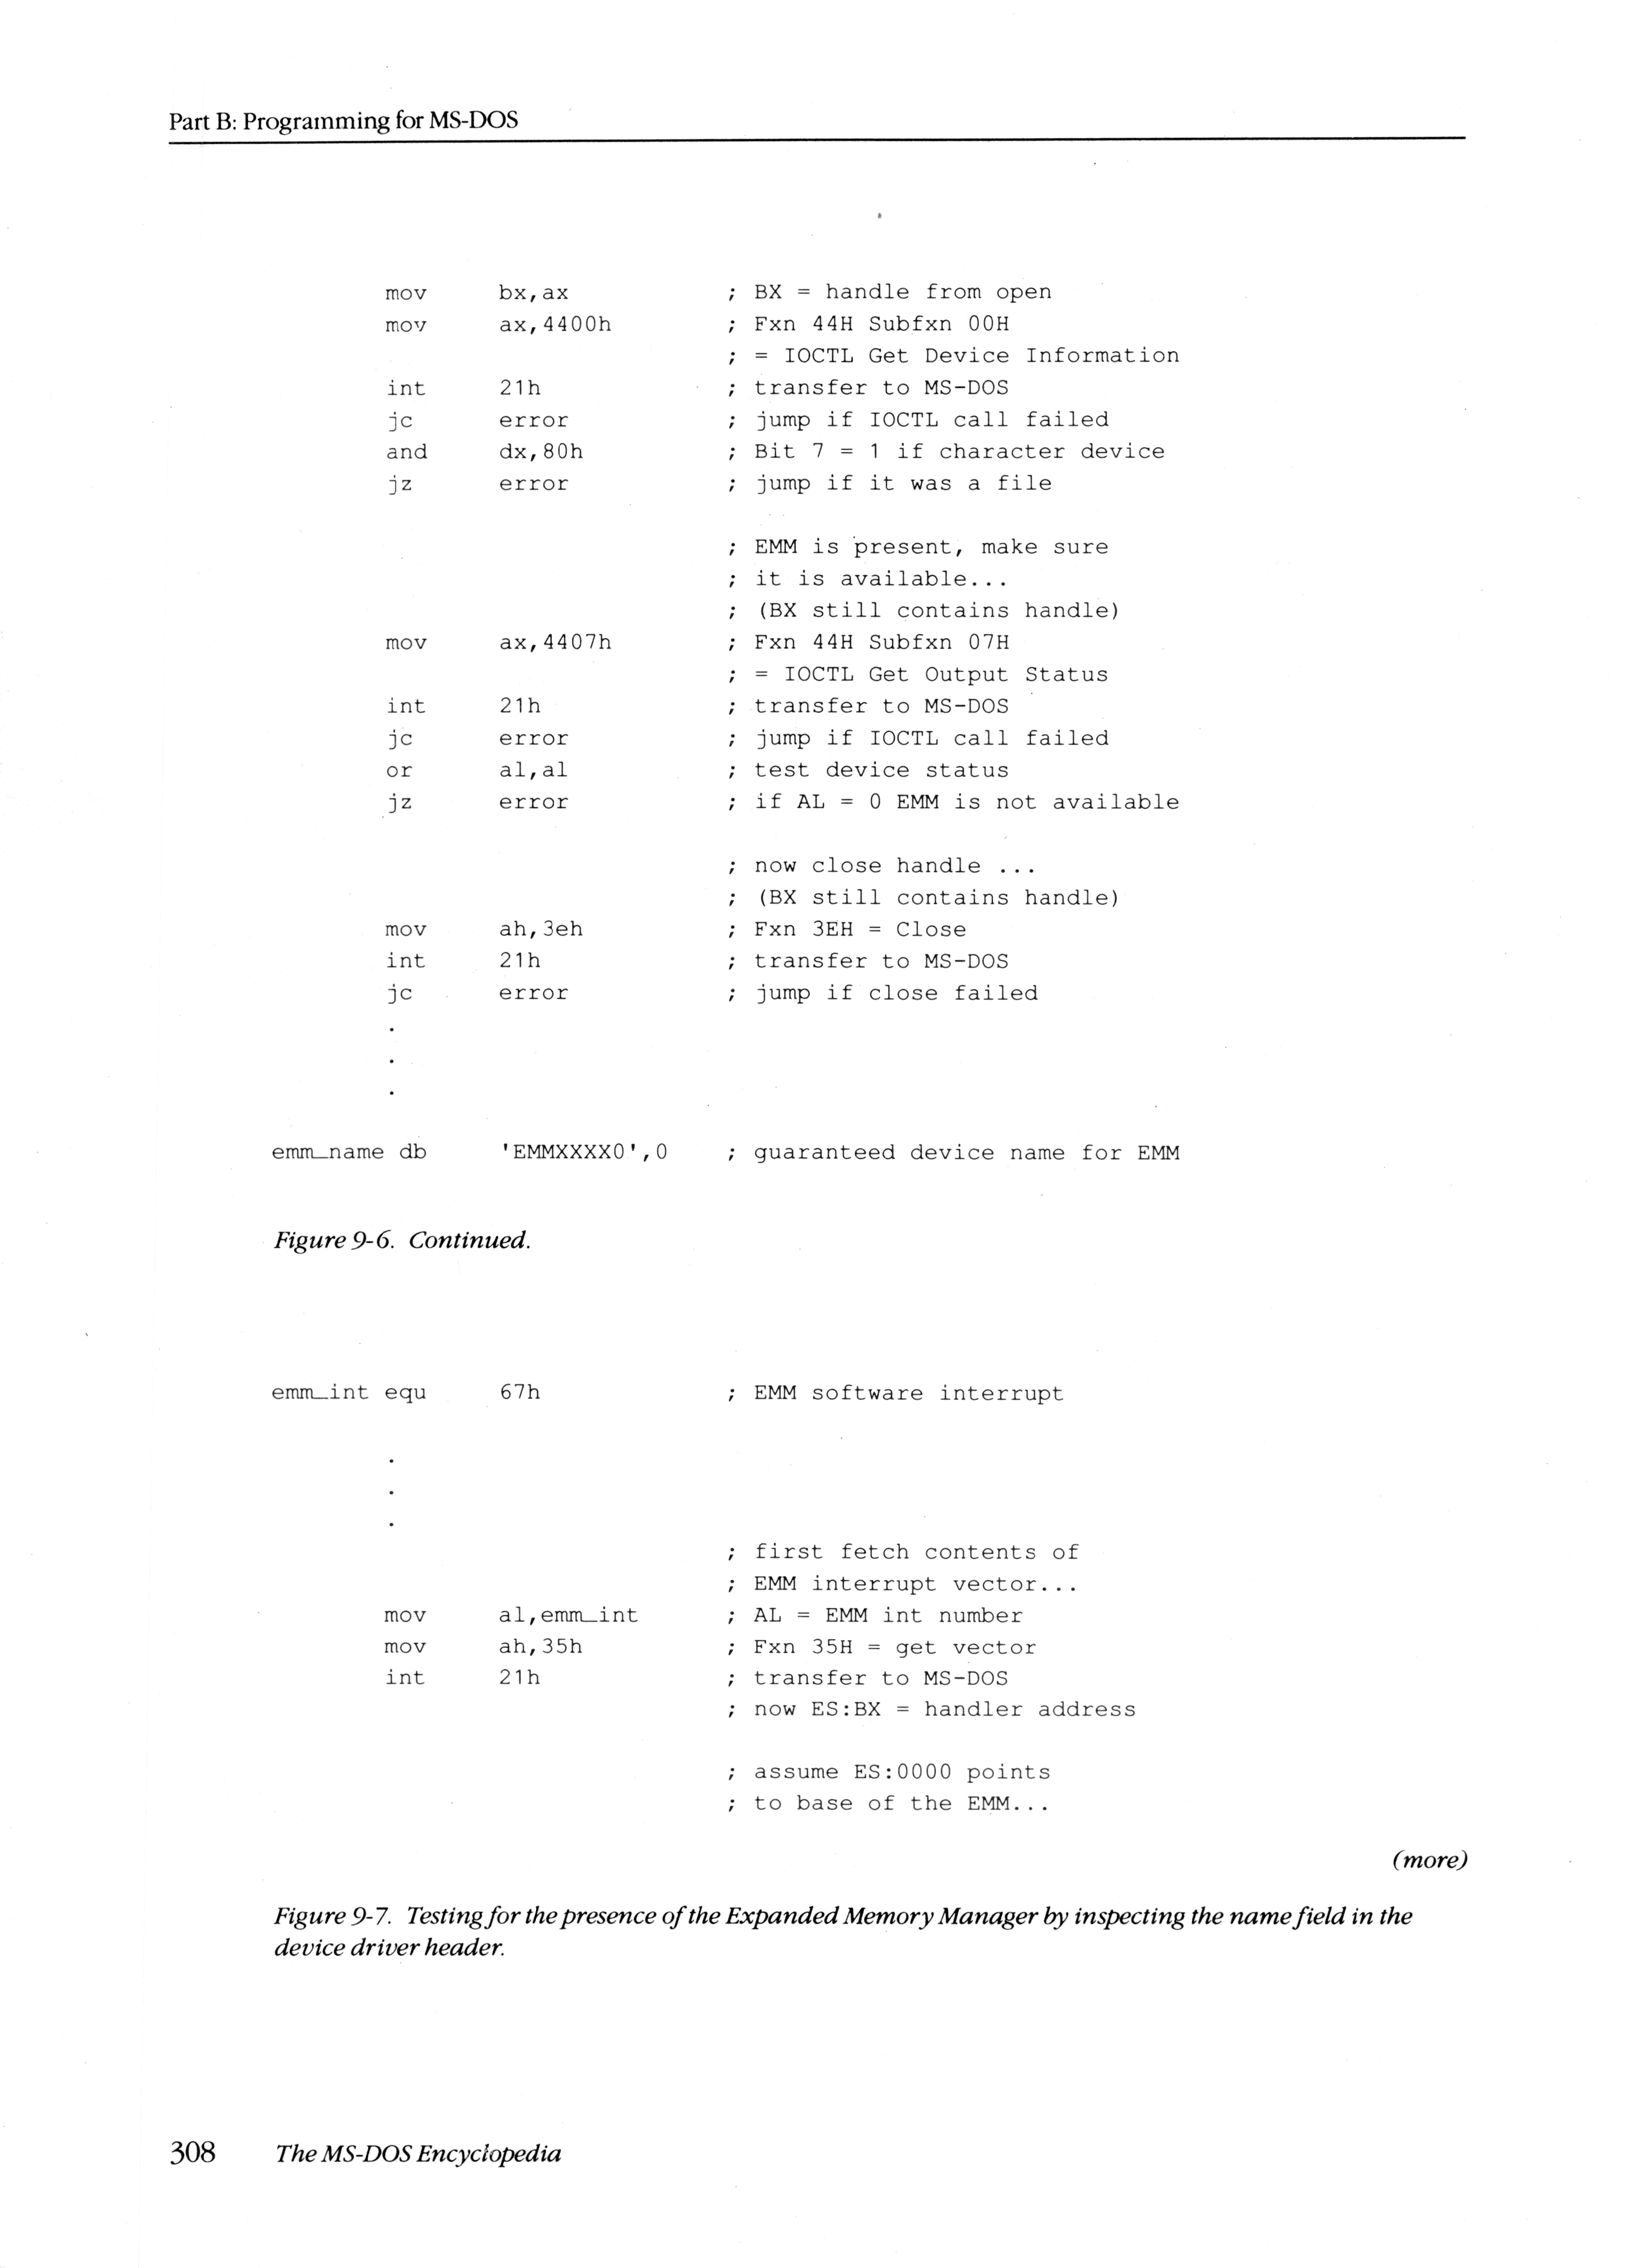 Part B: Programming for MS-DOS
mov bx,ax ; BX = handle from open
mov ax,4400h ; Fxn 44H Subfxn 00H
; = IOCTL Get Device Information
int 21h ; transfer to MS-DOS
jc error ; jump if IOCTL call failed
and dx,80h ; Bit 7 = 1 if character device
jz error ; jump if it was a file
; EMM is present, make sure
; it is available...
; (BX still contains handle)
mov ax,4407h ; Fxn 44H Subfxn 07H
; = IOCTL Get Output Status
int 21h ; transfer to MS-DOS
jc error ; jump if IOCTL call failed
or al,al ; test device status
jz error ; if AL = 0 EMM is not available
; now close handle ...
; (BX still contains handle)
mov ah,3eh ; Fxn 3EH = Close
int 21h ; transfer to MS-DOS
jc error ; jump if close failed
.
.
.
emm_name db 'EMMXXXX0',0 ; guaranteed device name for EMM
Figure 9-6. Continued.
emm_int equ 67h ; EMM software interrupt
.
.
.
; first fetch contents of
; EMM interrupt vector...
mov al,emm_int ; AL = EMM int number
mov ah,35h ; Fxn 35H = get vector
int 21h ; transfer to MS-DOS
; now ES:BX = handler address
; assume ES:0000 points
; to base of the EMM...
(more)
Figure 9-7. Testing for the presence of the Expanded Memory Manager by inspecting the name field in the
device driver header.
308 The MS-DOS Encyclopedia